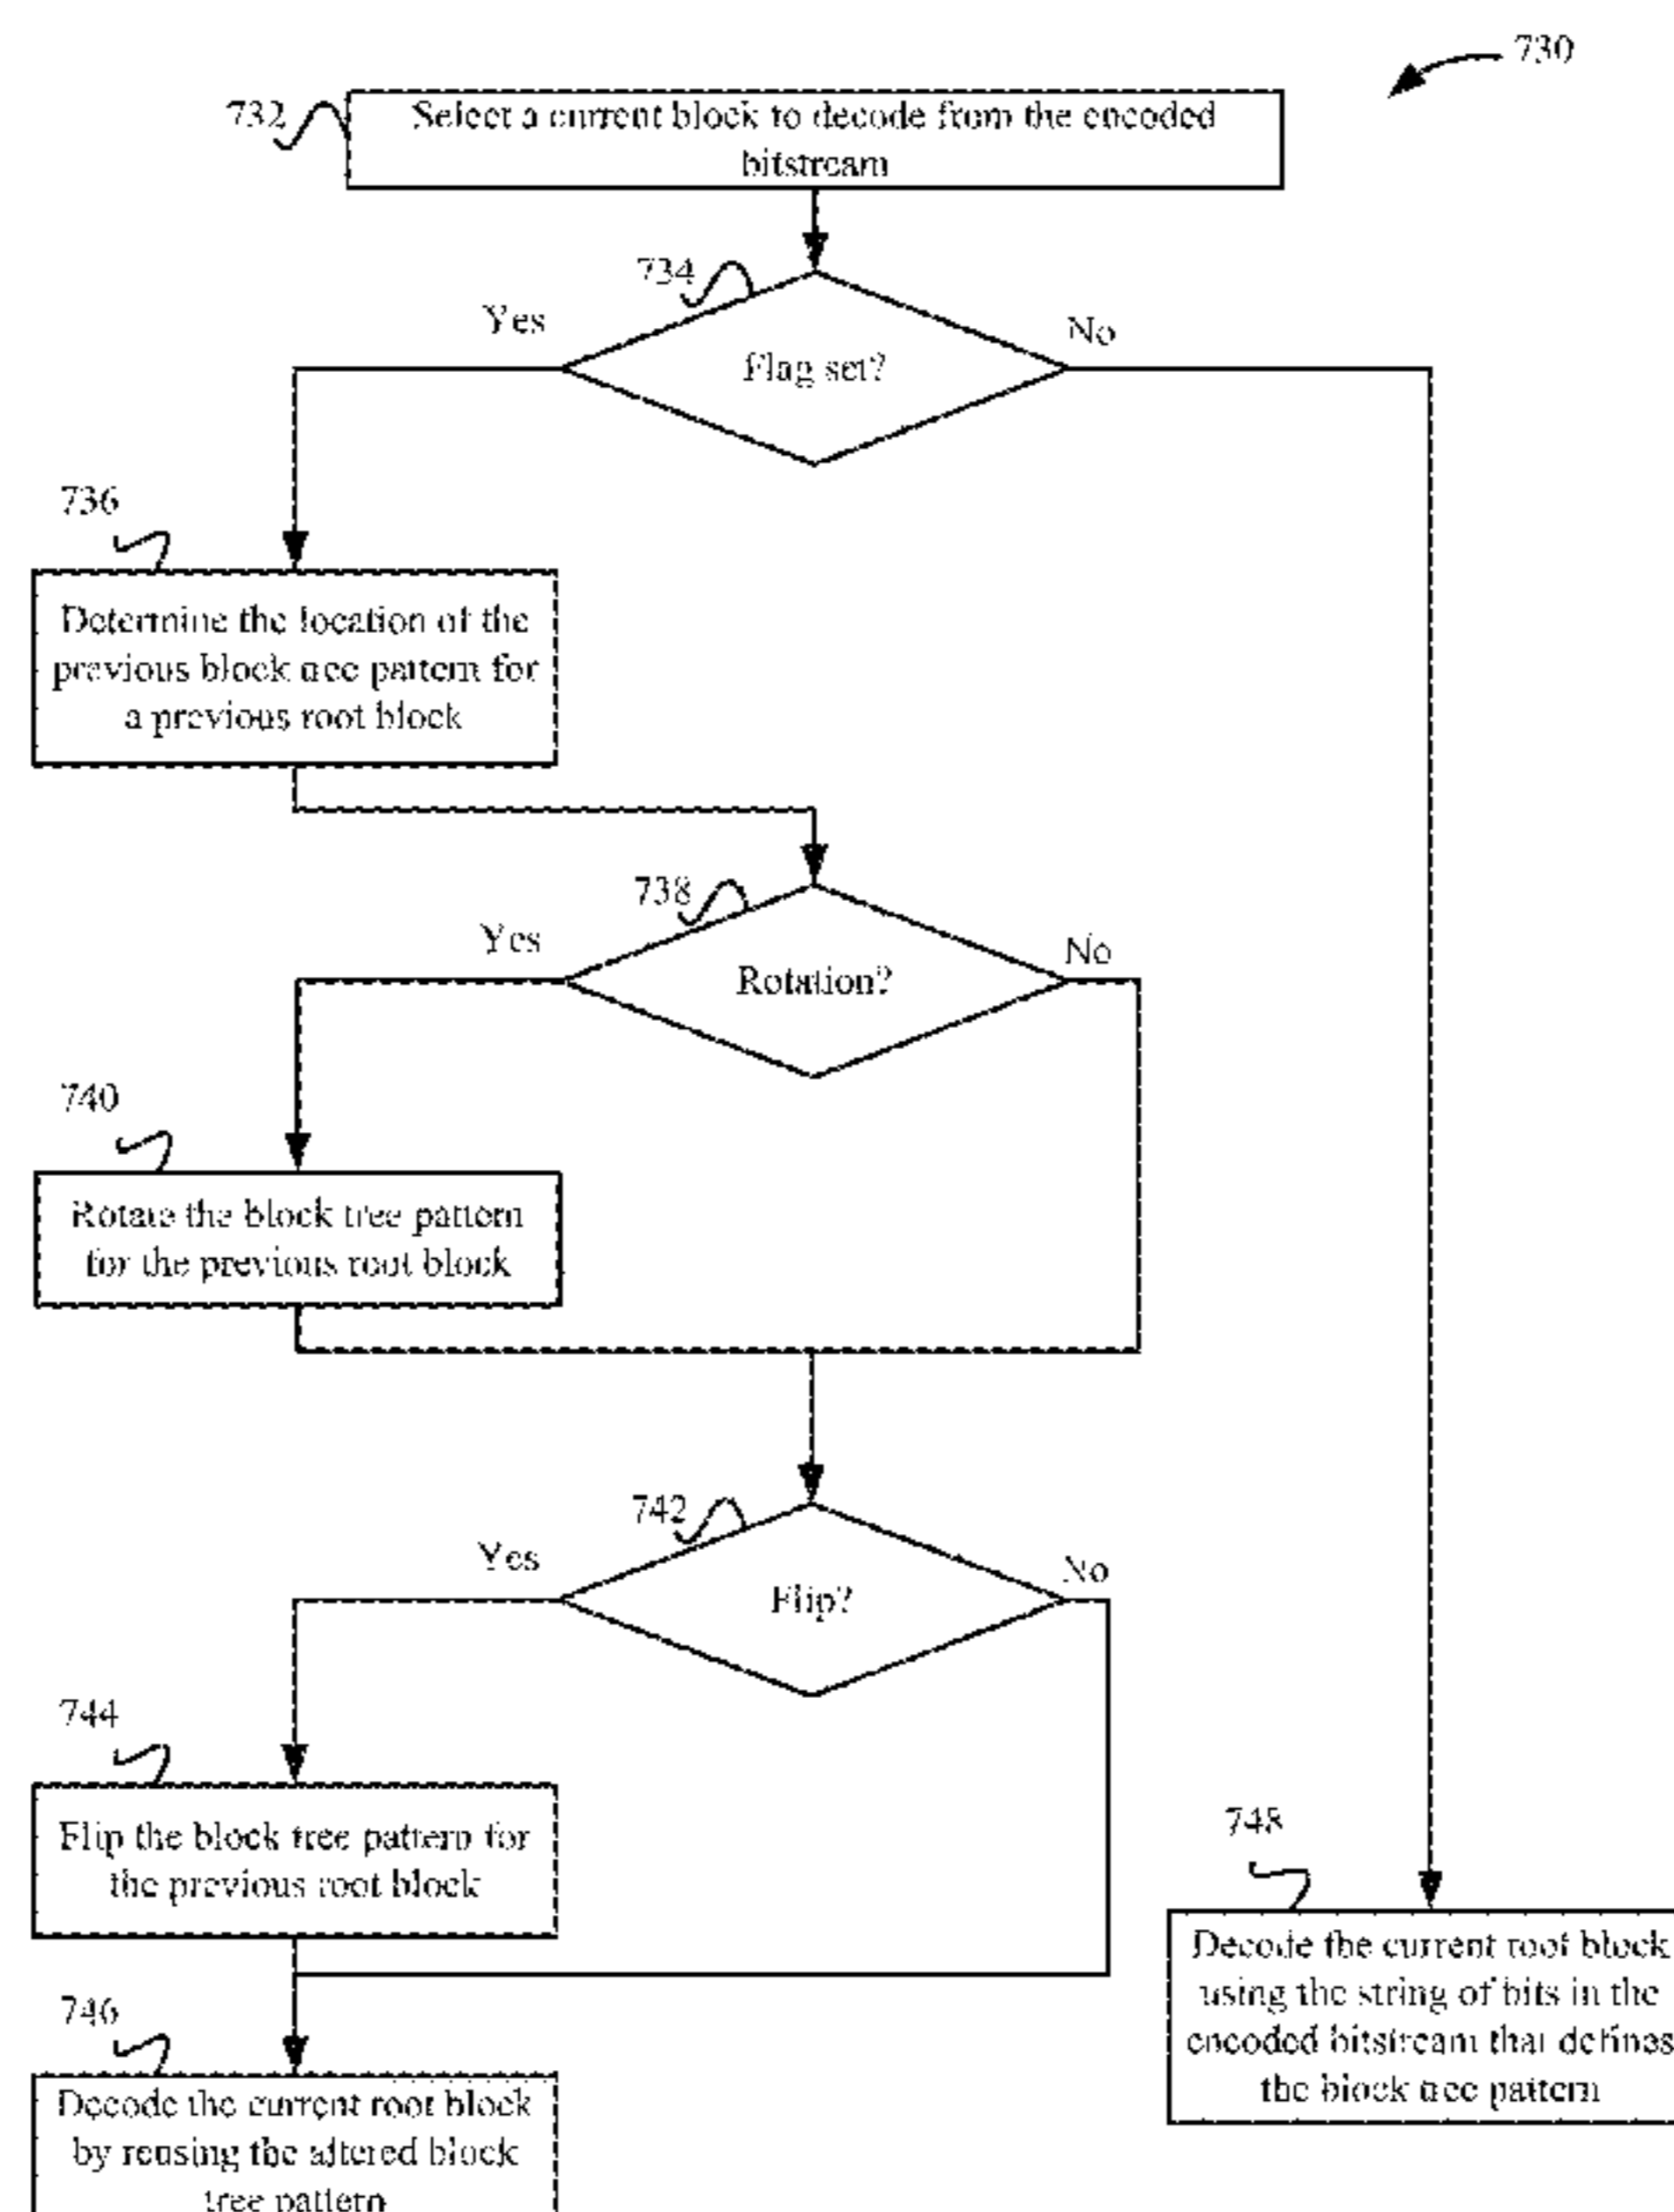 730
732
Select a current block to decode from the encoded
bitstream
734
Yes
No
Flag set?
736
Determine the location of the
previous block tree pattern for
a previous root block
738
Yes
No
Rotation?
740
Rotate the block tree pattern
for the previous root block
742
Yes
No
Flip?
744
Flip the block tree pattern for
the previous root block
748
Decode the current root block
using the string of bits in the
encoded bitstream that defines
the block tree pattern
746
Decode the current root block
by reusing the altered block
tree pattern